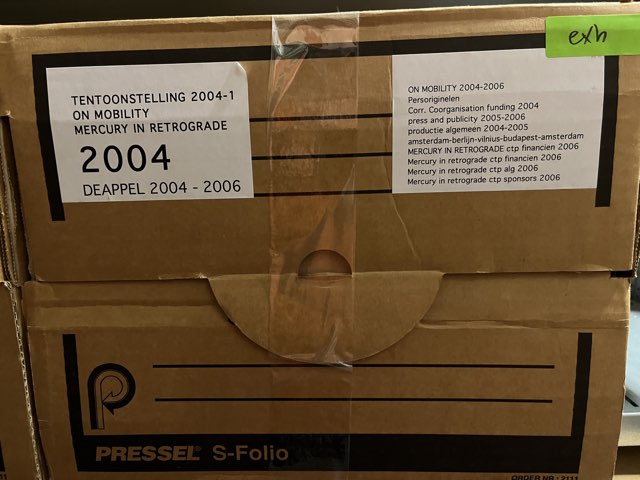 exh
TENTOONSTELLING 2004-1
ON MOBILITY
MERCURY IN RETROGRADE
2004
DEAPPEL 2004 - 2006
ON MOBILITY 2004-2006
Persoriginelen
Corr. Coorganisation funding 2004
press and publicity 2005-2006
productie algemeen 2004-2005
amsterdam-berlijn-vilnius-budapest-amsterdam
MERCURY IN RETROGRADE ctp financien 2006
Mercury in retrograde ctp financien 2006
Mercury in retrograde ctp alg 2006
Mercury in retrograde ctp sponsors 2006
PRESSEL® S-Folio
ORDER NR.: 2111